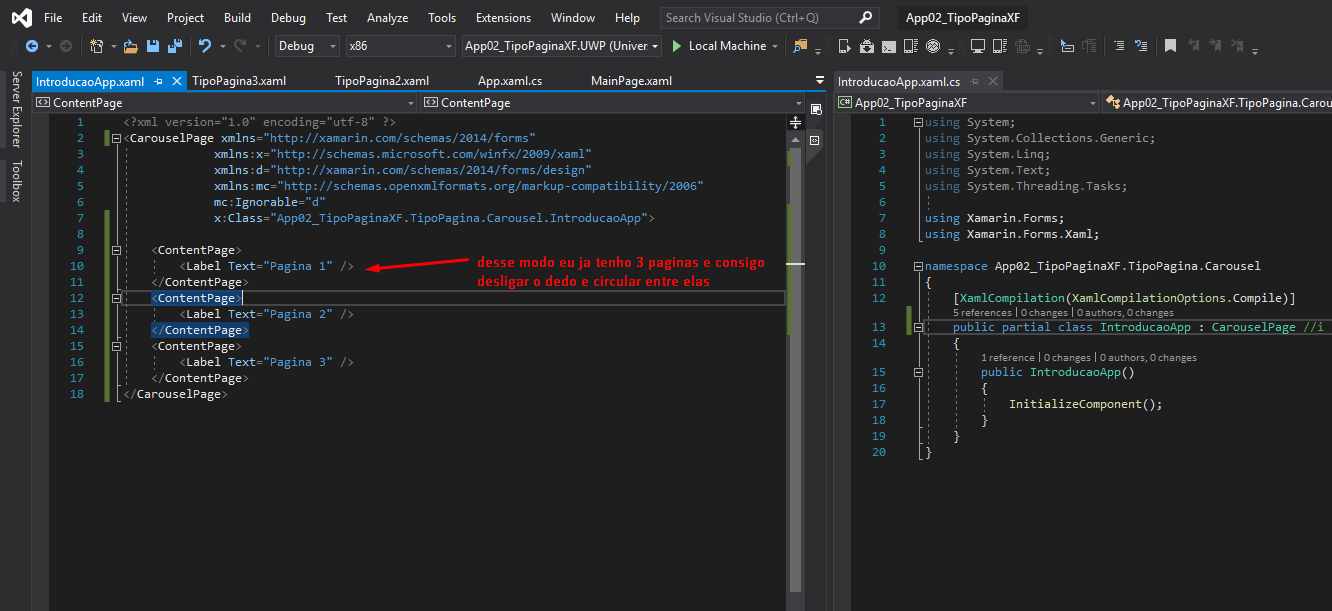 File Edit View Project Build Debug Test Analyze Tools Extensions Window Help Search Visual Studio (Ctrl+Q) App02_TipoPaginaXF
Debug x86 App02_TipoPaginaXF.UWP (Univer Local Machine
Server Explorer
Toolbox
IntroducaoApp.xaml TipoPagina3.xaml TipoPagina2.xaml App.xaml.cs MainPage.xaml
ContentPage ContentPage
1 <?xml version="1.0" encoding="utf-8" ?>
2 <CarouselPage xmlns="http://xamarin.com/schemas/2014/forms"
3 xmlns:x="http://schemas.microsoft.com/winfx/2009/xaml"
4 xmlns:d="http://xamarin.com/schemas/2014/forms/design"
5 xmlns:mc="http://schemas.openxmlformats.org/markup-compatibility/2006"
6 mc:Ignorable="d"
7 x:Class="App02_TipoPaginaXF.TipoPagina.Carousel.IntroducaoApp">
8
9 <ContentPage>
10 <Label Text="Pagina 1" />
11 </ContentPage>
12 <ContentPage>
13 <Label Text="Pagina 2" />
14 </ContentPage>
15 <ContentPage>
16 <Label Text="Pagina 3" />
17 </ContentPage>
18 </CarouselPage>
desse modo eu ja tenho 3 paginas e consigo
desligar o dedo e circular entre elas
IntroducaoApp.xaml.cs
C# App02_TipoPaginaXF App02_TipoPaginaXF.TipoPagina.Carou
1 using System;
2 using System.Collections.Generic;
3 using System.Linq;
4 using System.Text;
5 using System.Threading.Tasks;
6
7 using Xamarin.Forms;
8 using Xamarin.Forms.Xaml;
9
10 namespace App02_TipoPaginaXF.TipoPagina.Carousel
11 {
12 [XamlCompilation(XamlCompilationOptions.Compile)]
5 references | 0 changes | 0 authors, 0 changes
13 public partial class IntroducaoApp : CarouselPage //i
14 {
1 reference | 0 changes | 0 authors, 0 changes
15 public IntroducaoApp()
16 {
17 InitializeComponent();
18 }
19 }
20 }